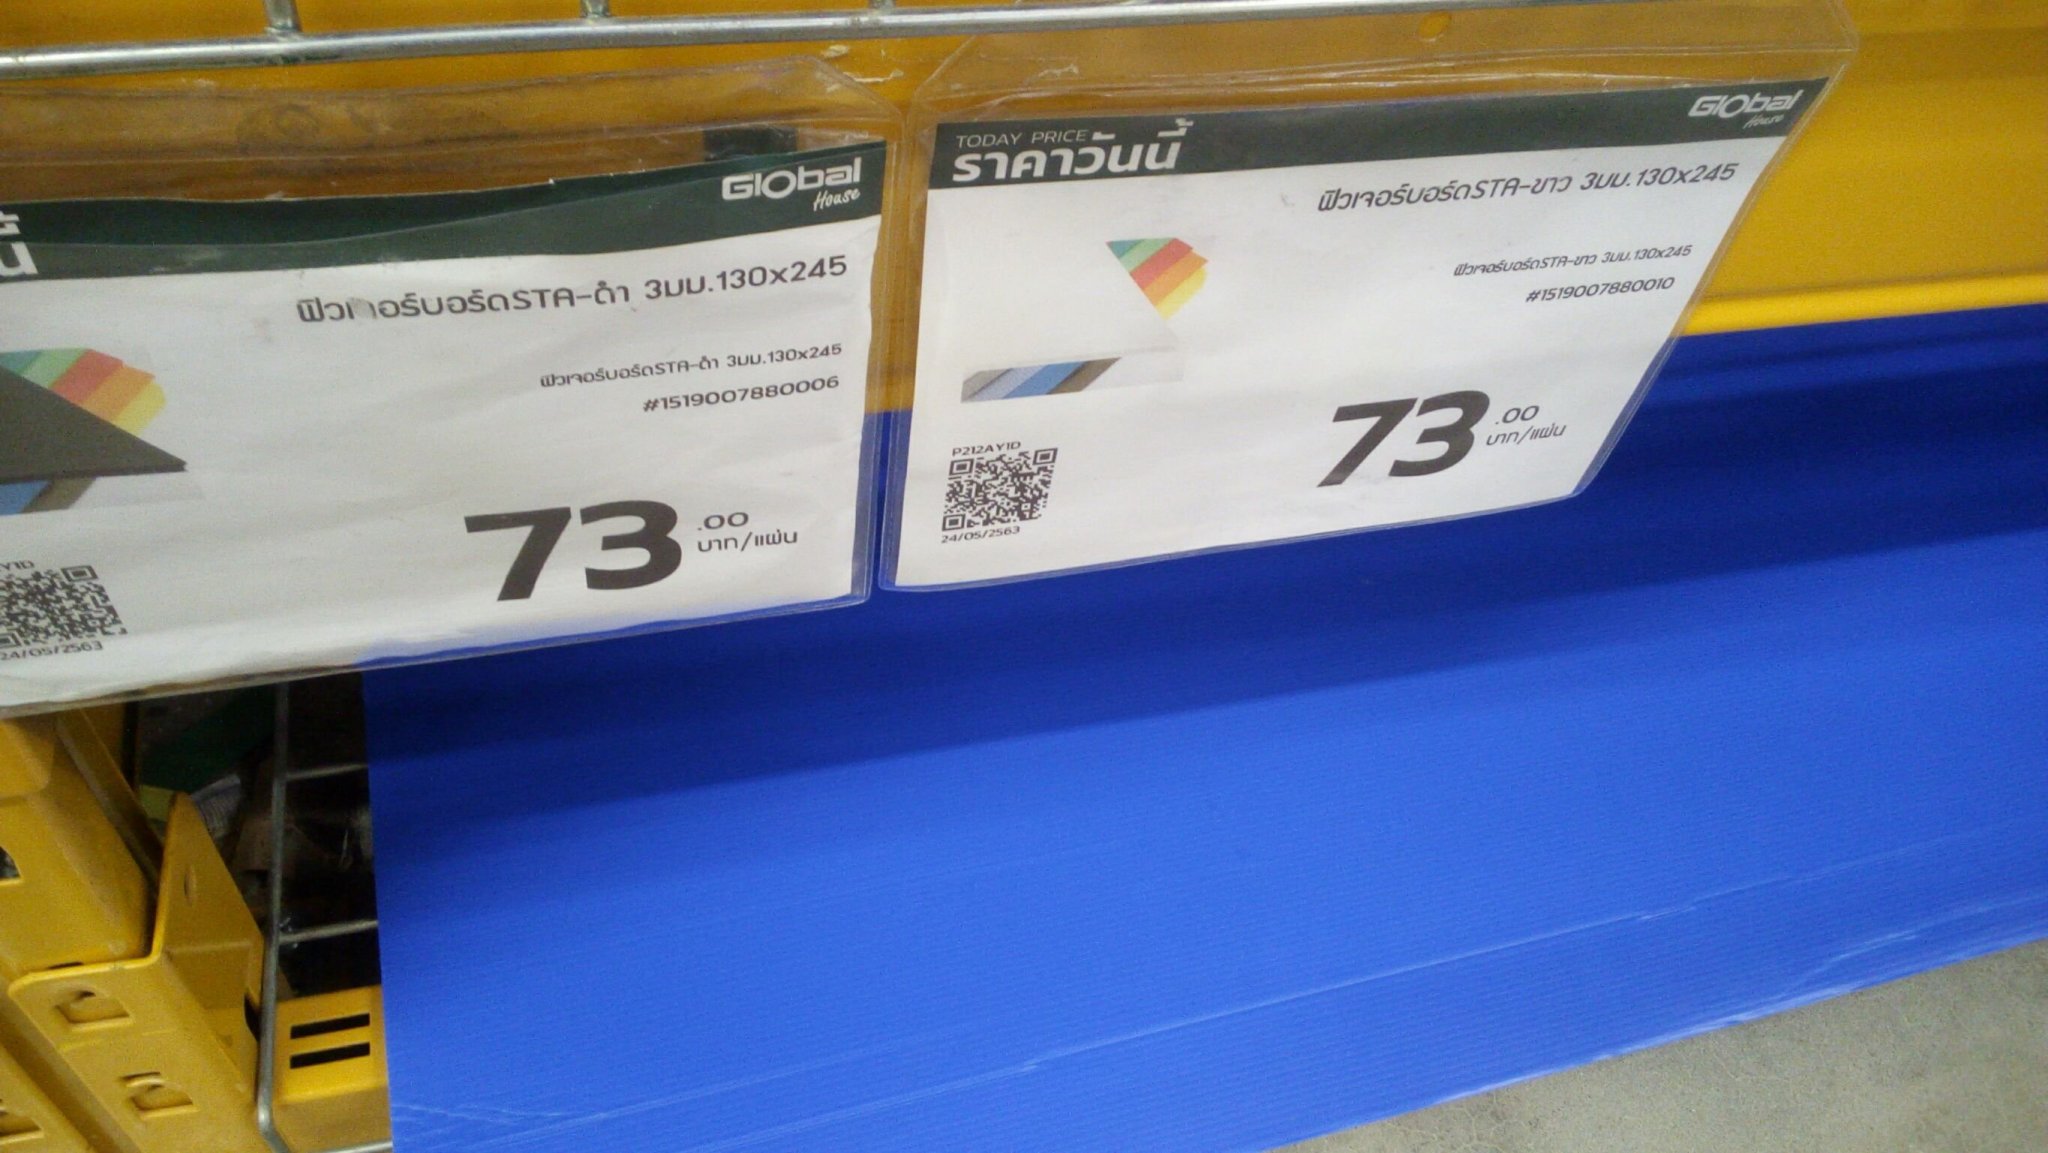 Global
House
ฟิวเจอร์บอร์ดSTA-ดำ 3มม.130x245
ฟิวเจอร์บอร์ดSTA-ดำ 3มม.130x245
#1519007880006
73.00
บาท/แผ่น
Y1D
24/05/2563
TODAY PRICE
ราคาวันนี้
Global
House
ฟิวเจอร์บอร์ดSTA-ขาว 3มม.130x245
ฟิวเจอร์บอร์ดSTA-ขาว 3มม.130x245
#1519007880010
73.00
บาท/แผ่น
P212AY1D
24/05/2563